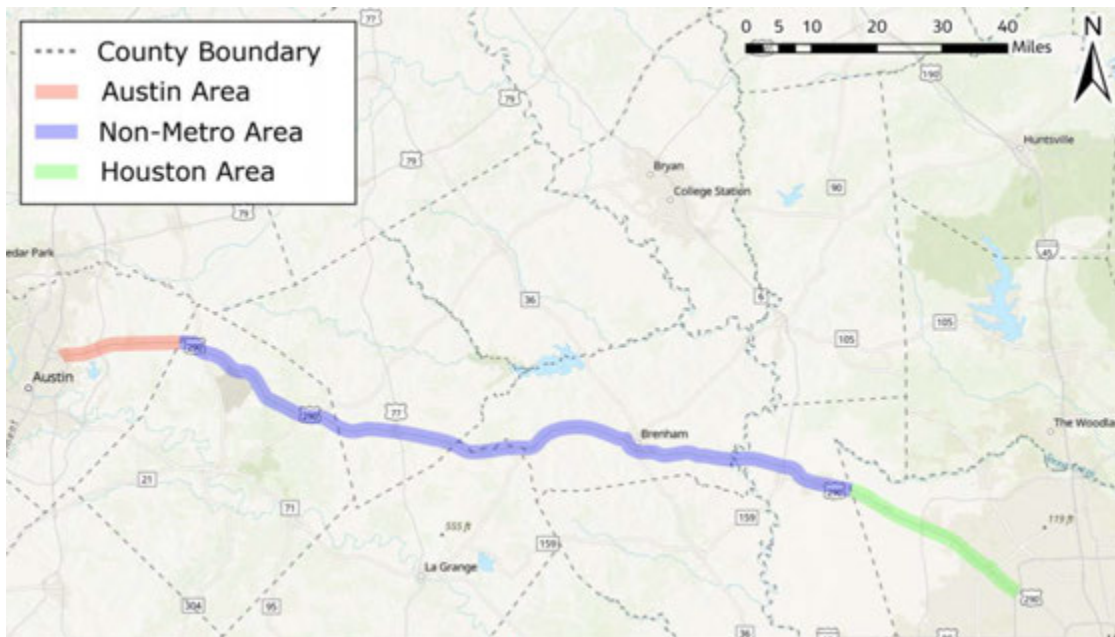 County Boundary
Austin Area
Non-Metro Area
Houston Area
0 5 10 20 30 40
Miles
N
77
190
79
Huntsville
79
Bryan
College Station
90
79
edar Park
45
36
6
105
105
290
Austin
290
77
Brenham
The Woodla
21
290
71
555 ft
159
119 ft
159
La Grange
290
304
95
36